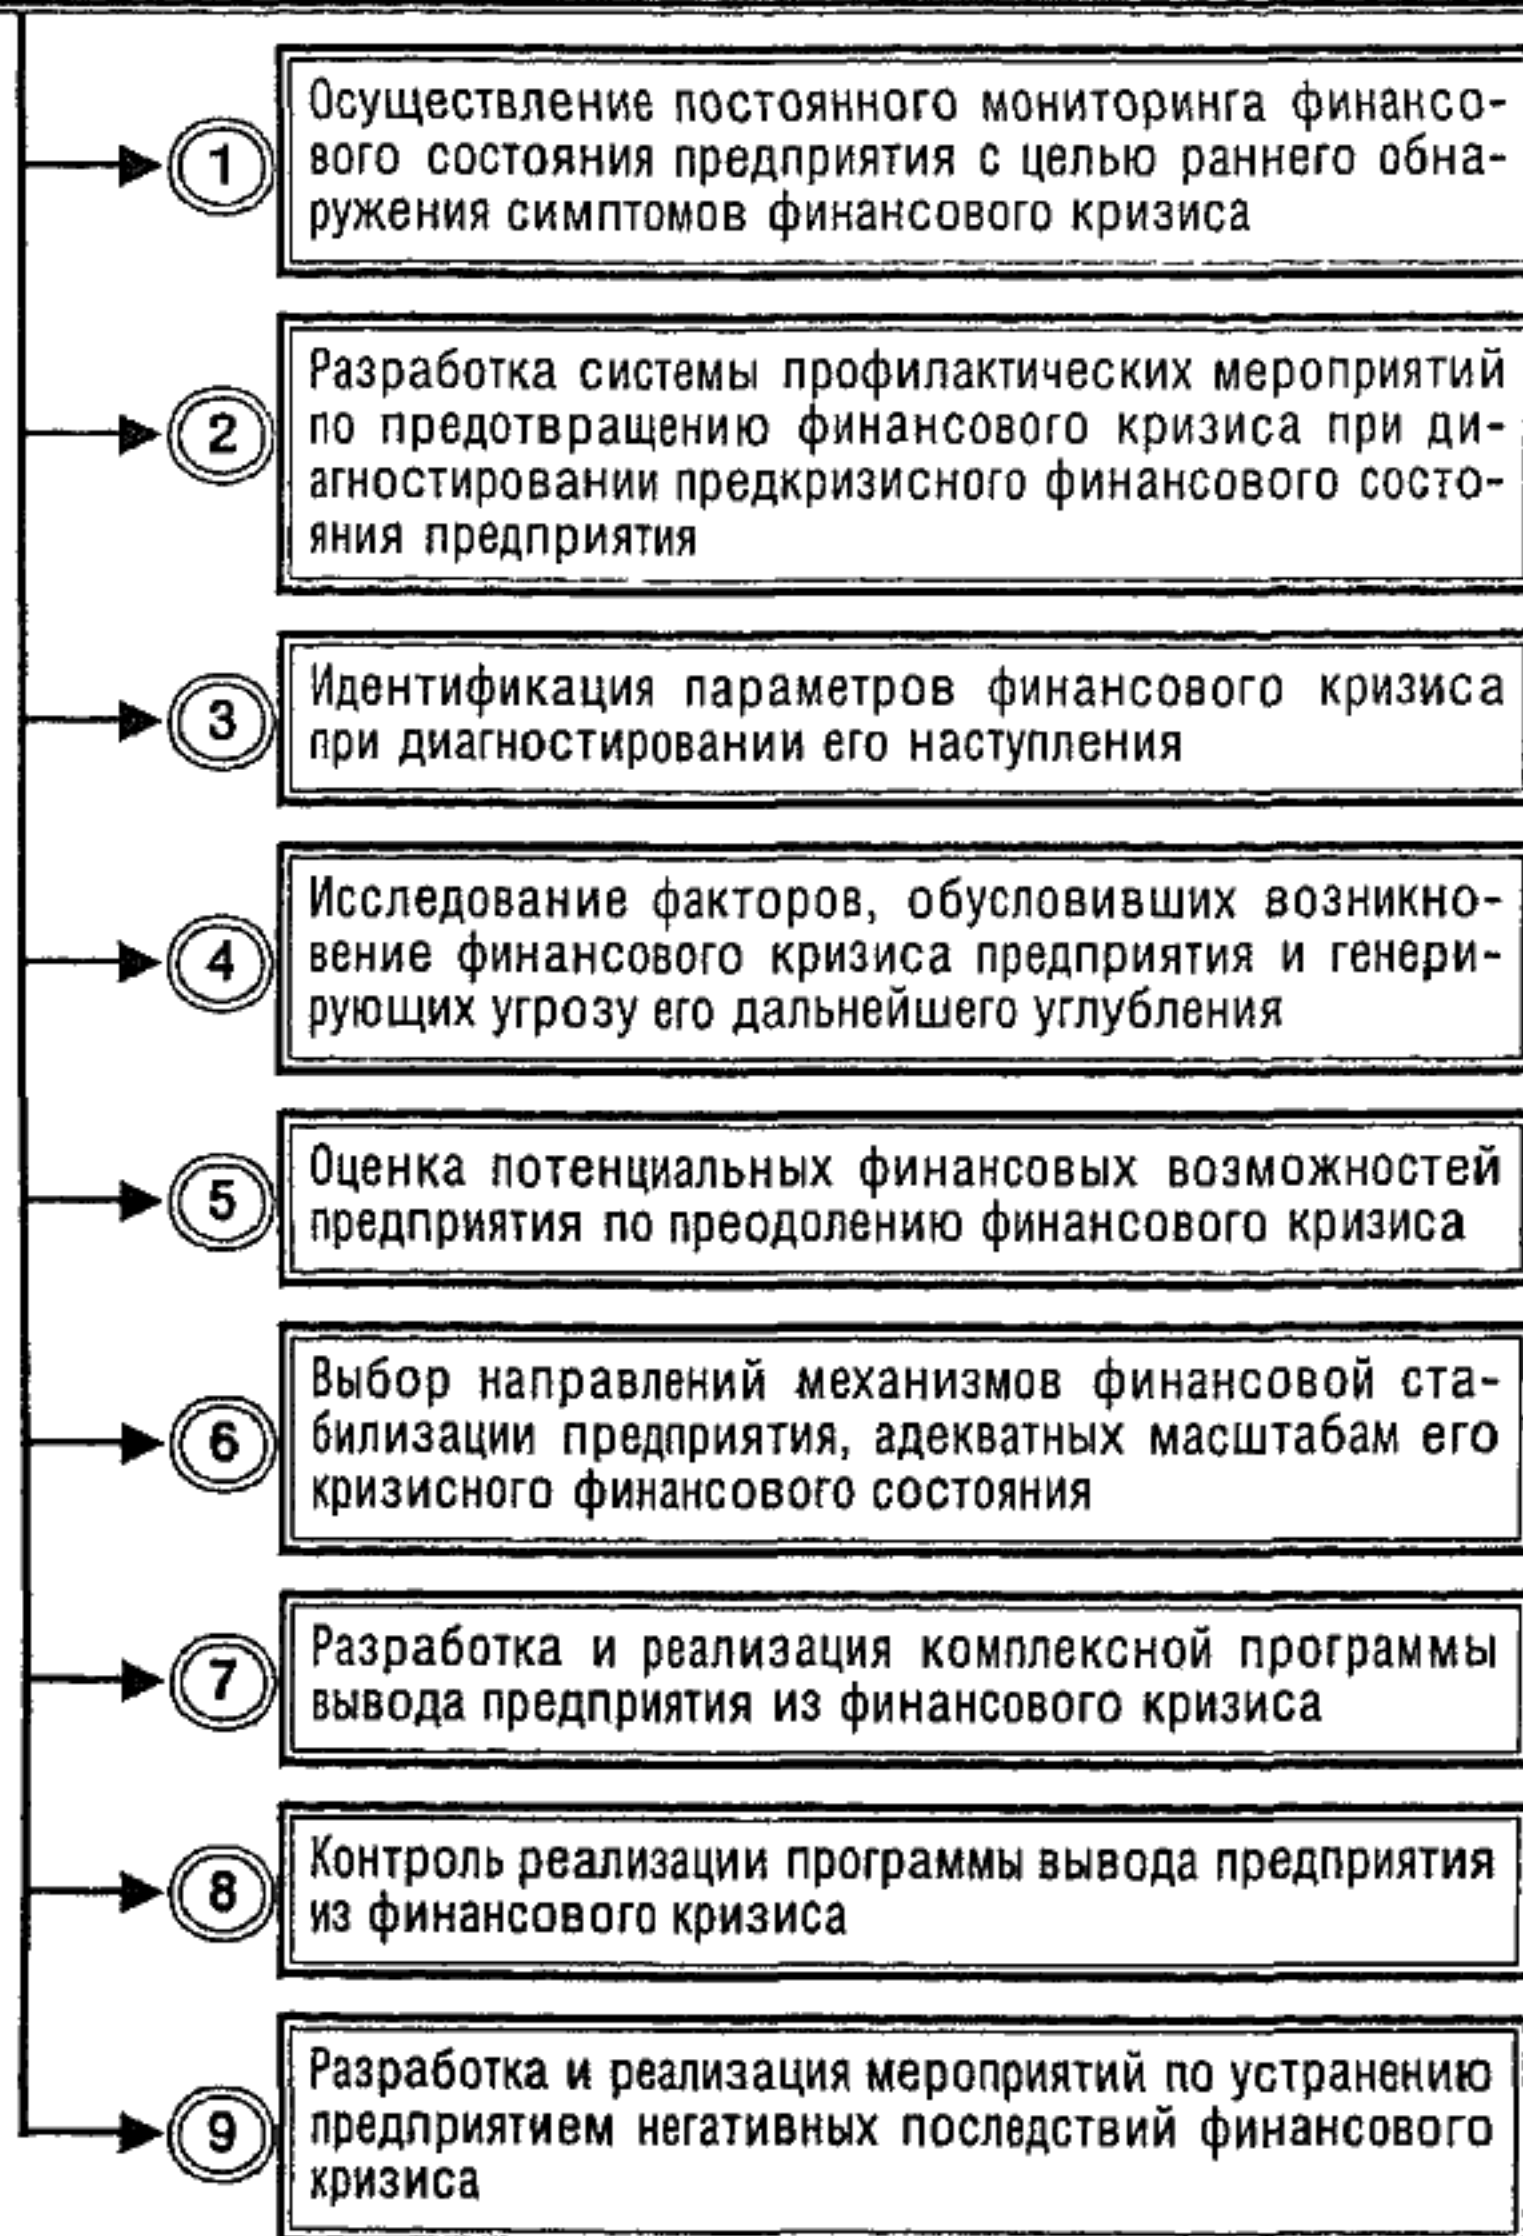 1
Осуществление постоянного мониторинга финансо-
вого состояния предприятия с целью раннего обна-
ружения симптомов финансового кризиса
2
Разработка системы профилактических мероприятий
по предотвращению финансового кризиса при ди-
агностировании предкризисного финансового состо-
яния предприятия
3
Идентификация параметров финансового кризиса
при диагностировании его наступления
4
Исследование факторов, обусловивших возникно-
вение финансового кризиса предприятия и генери-
рующих угрозу его дальнейшего углубления
5
Оценка потенциальных финансовых возможностей
предприятия по преодолению финансового кризиса
6
Выбор направлений механизмов финансовой ста-
билизации предприятия, адекватных масштабам его
кризисного финансового состояния
7
Разработка и реализация комплексной программы
вывода предприятия из финансового кризиса
8
Контроль реализации программы вывода предприятия
из финансового кризиса
9
Разработка и реализация мероприятий по устранению
предприятием негативных последствий финансового
кризиса